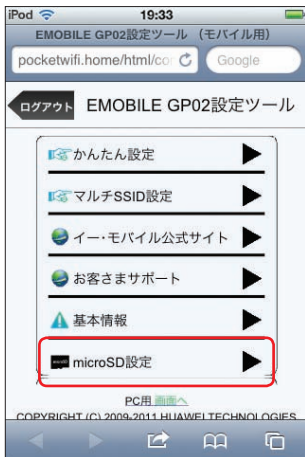 iPod 19:33
EMOBILE GP02設定ツール （モバイル用）
pocketwifi.home/html/co Google
ログアウト EMOBILE GP02設定ツール
かんたん設定
マルチSSID設定
イー・モバイル公式サイト
お客さまサポート
基本情報
microSD設定
PC用 画面へ
COPYRIGHT (C) 2009-2011 HUAWEI TECHNOLOGIES